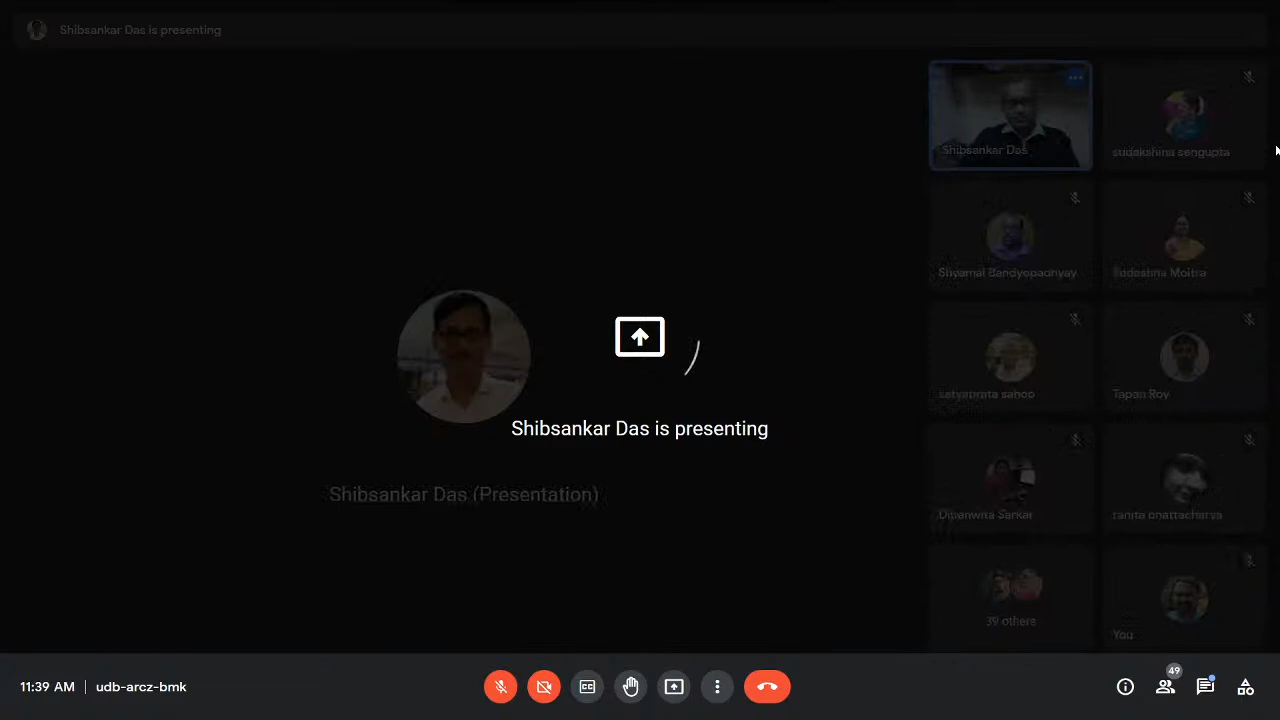 Shibsankar Das is presenting
Shibsankar Das
sudakshina sengupta
Shyamal Bandyopadhyay
Sudeshna Moitra
satyabrata sahoo
Tapan Roy
Dipanwita Sarkar
ranita bhattacharya
39 others
You
Shibsankar Das is presenting
Shibsankar Das (Presentation)
11:39 AM | udb-arcz-bmk
CC
49